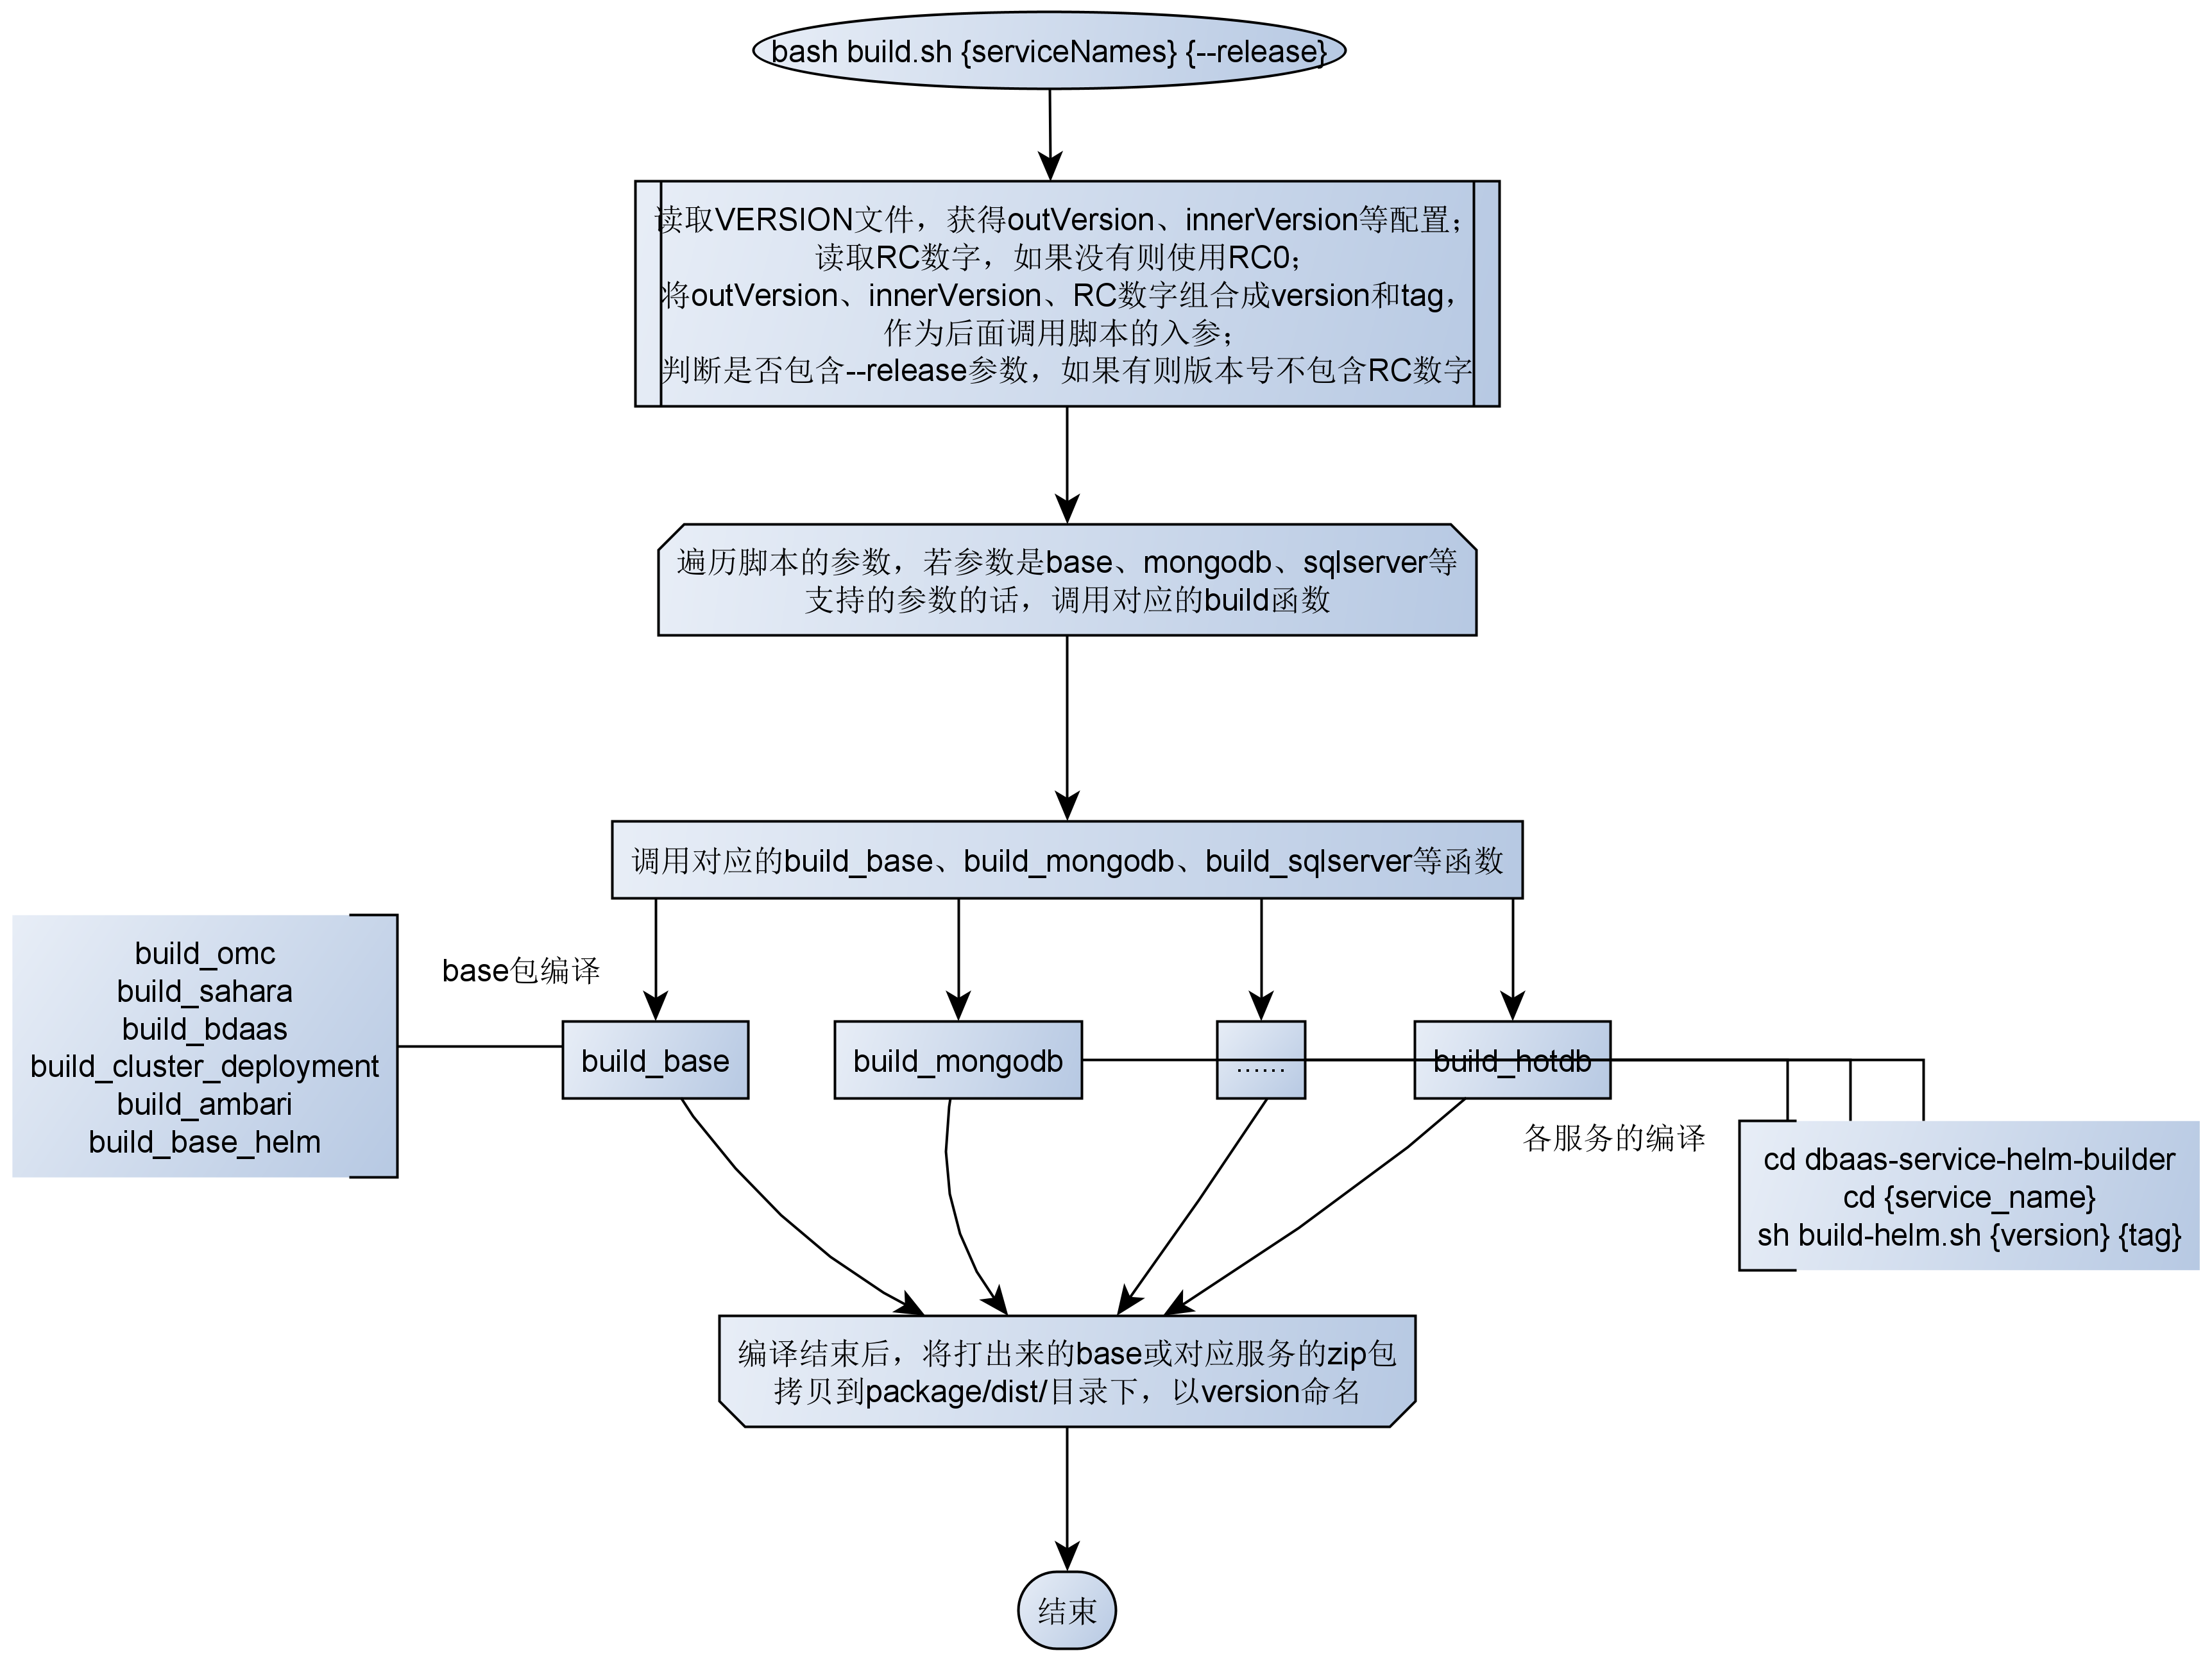 bash build.sh {serviceNames} {--release}
读取VERSION文件，获得outVersion、innerVersion等配置；
读取RC数字，如果没有则使用RC0；
将outVersion、innerVersion、RC数字组合成version和tag，
作为后面调用脚本的入参；
判断是否包含--release参数，如果有则版本号不包含RC数字
遍历脚本的参数，若参数是base、mongodb、sqlserver等
支持的参数的话，调用对应的build函数
调用对应的build_base、build_mongodb、build_sqlserver等函数
build_omc
build_sahara
build_bdaas
build_cluster_deployment
build_ambari
build_base_helm
base包编译
build_base
build_mongodb
……
build_hotdb
各服务的编译
cd dbaas-service-helm-builder
cd {service_name}
sh build-helm.sh {version} {tag}
编译结束后，将打出来的base或对应服务的zip包
拷贝到package/dist/目录下，以version命名
结束